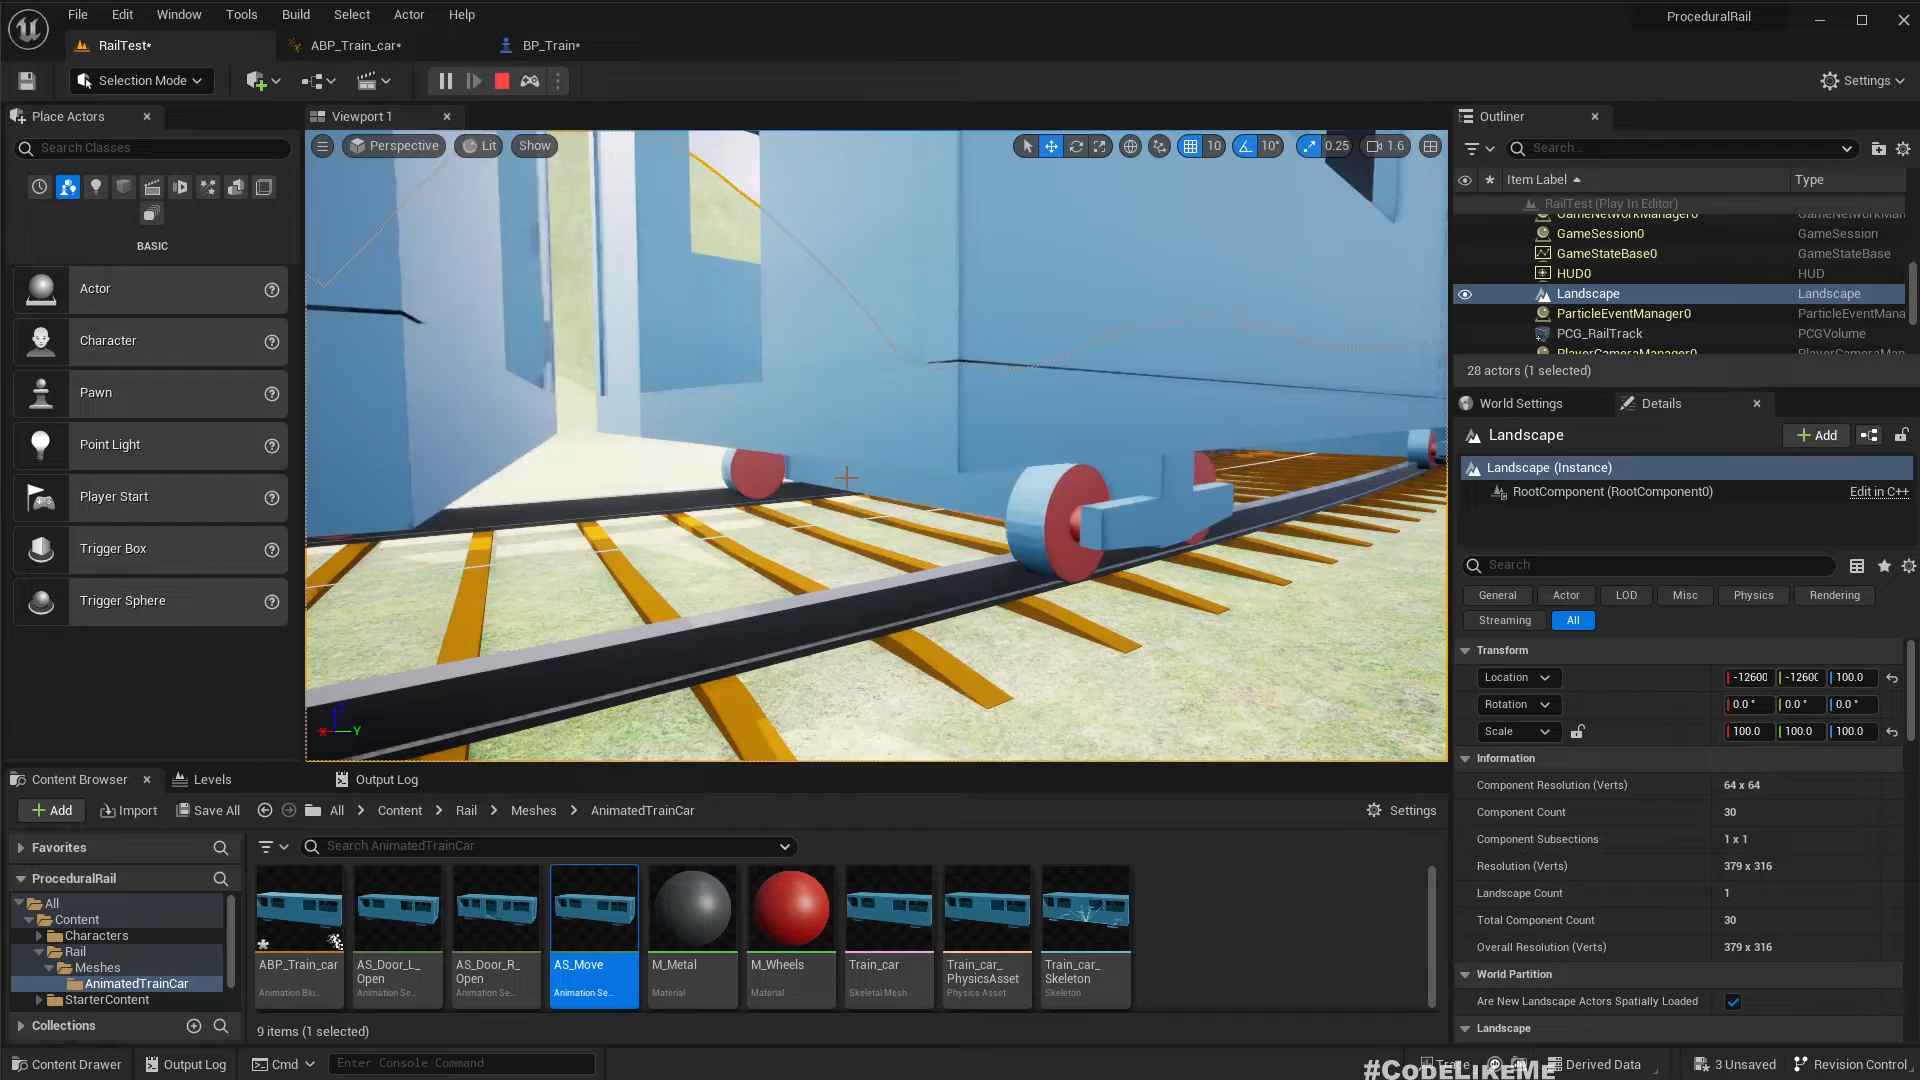 File Edit Window Tools Build Select Actor Help
ProceduralRail
RailTest* ABP_Train_car* BP_Train*
Selection Mode
Settings
Place Actors
Viewport 1
Outliner
Search Classes
Perspective Lit Show
10 10° 0.25 1.6
Search...
Item Label Type
RailTest (Play In Editor)
GameNetworkManager0 GameNetworkMan
GameSession0 GameSession
GameStateBase0 GameStateBase
HUD0 HUD
Landscape Landscape
ParticleEventManager0 ParticleEventMana
PCG_RailTrack PCGVolume
PlayerCameraManager0 PlayerCameraMan
28 actors (1 selected)
BASIC
Actor
Character
Pawn
Point Light
Player Start
Trigger Box
Trigger Sphere
X Y Z
World Settings Details
Landscape
Add
Landscape (Instance)
RootComponent (RootComponent0) Edit in C++
Search
General Actor LOD Misc Physics Rendering
Streaming All
Transform
Location -12600 -12600 100.0
Rotation 0.0 ° 0.0 ° 0.0 °
Scale 100.0 100.0 100.0
Information
Component Resolution (Verts) 64 x 64
Component Count 30
Component Subsections 1 x 1
Resolution (Verts) 379 x 316
Landscape Count 1
Total Component Count 30
Overall Resolution (Verts) 379 x 316
World Partition
Are New Landscape Actors Spatially Loaded
Landscape
Content Browser Levels Output Log
Add Import Save All All Content Rail Meshes AnimatedTrainCar Settings
Favorites
Search AnimatedTrainCar
ProceduralRail
All
Content
Characters
Rail
Meshes
AnimatedTrainCar
StarterContent
Collections
ABP_Train_car
Animation Blu...
AS_Door_L_
Open
Animation Se...
AS_Door_R_
Open
Animation Se...
AS_Move
Animation Se...
M_Metal
Material
M_Wheels
Material
Train_car
Skeletal Mesh
Train_car_
PhysicsAsset
Physics Asset
Train_car_
Skeleton
Skeleton
9 items (1 selected)
Content Drawer Output Log Cmd Enter Console Command
Trace Derived Data 3 Unsaved Revision Control
#CODELIKEME